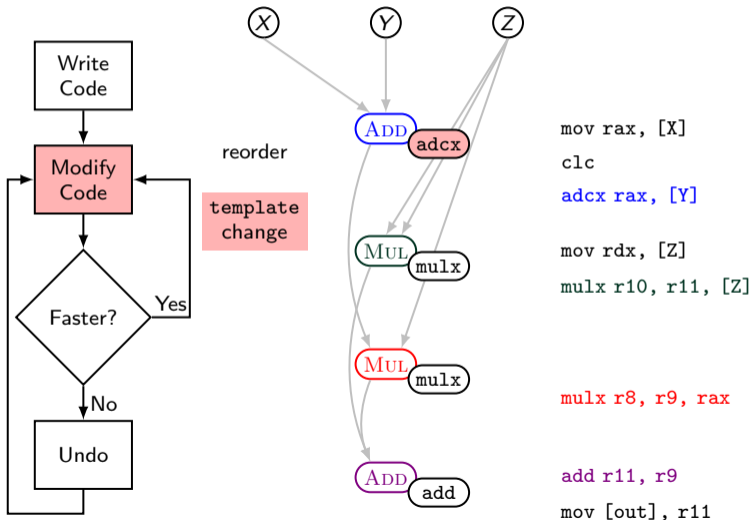 Write
Code
Modify
Code
Faster?
Yes
No
Undo
reorder
template
change
X
Y
Z
ADD
adcx
MUL
mulx
MUL
mulx
ADD
add
mov rax, [X]
clc
adcx rax, [Y]
mov rdx, [Z]
mulx r10, r11, [Z]
mulx r8, r9, rax
add r11, r9
mov [out], r11